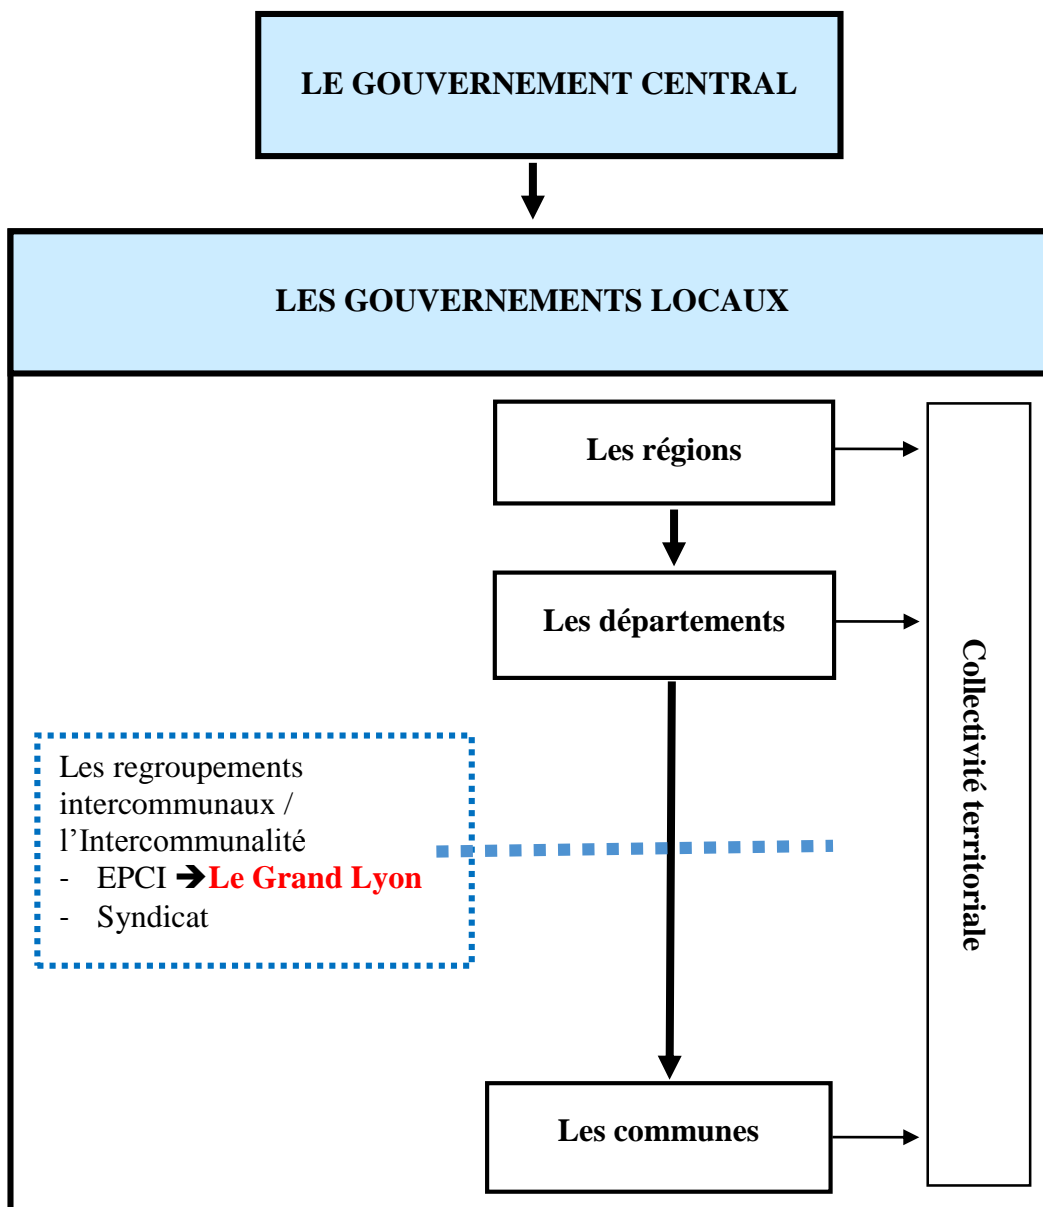 LE GOUVERNEMENT CENTRAL
LES GOUVERNEMENTS LOCAUX
Les régions
Les départements
Les regroupements
intercommunaux /
l’Intercommunalité
- EPCI ➔Le Grand Lyon
- Syndicat
Les communes
Collectivité territoriale